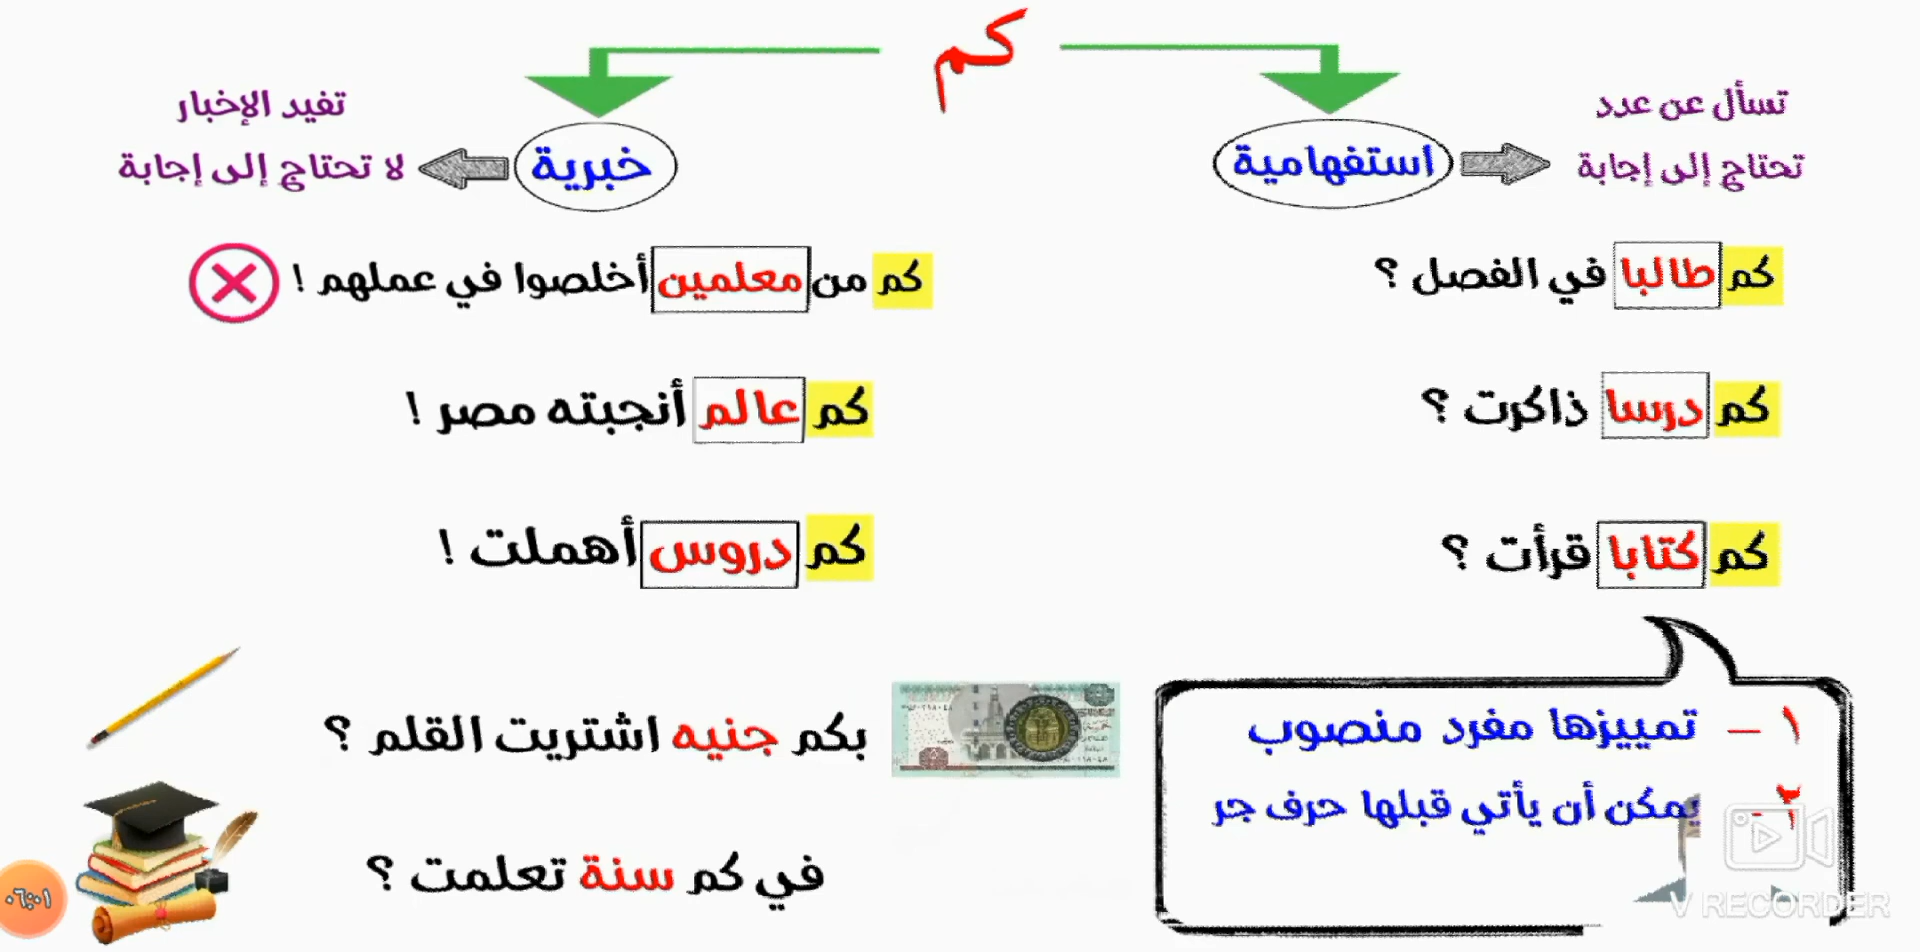 كم
استفهامية
تسأل عن عدد
تحتاج إلى إجابة
خبرية
تفيد الإخبار
لا تحتاج إلى إجابة
كم طالبا في الفصل ؟
كم درسا ذاكرت ؟
كم كتابا قرأت ؟
كم من معلمين أخلصوا في عملهم !
كم عالم أنجبته مصر !
كم دروس أهملت !
١ – تمييزها مفرد منصوب
٢ - يمكن أن يأتي قبلها حرف جر
بكم جنيه اشتريت القلم ؟
في كم سنة تعلمت ؟
٠٦:٠١
V RECORDER